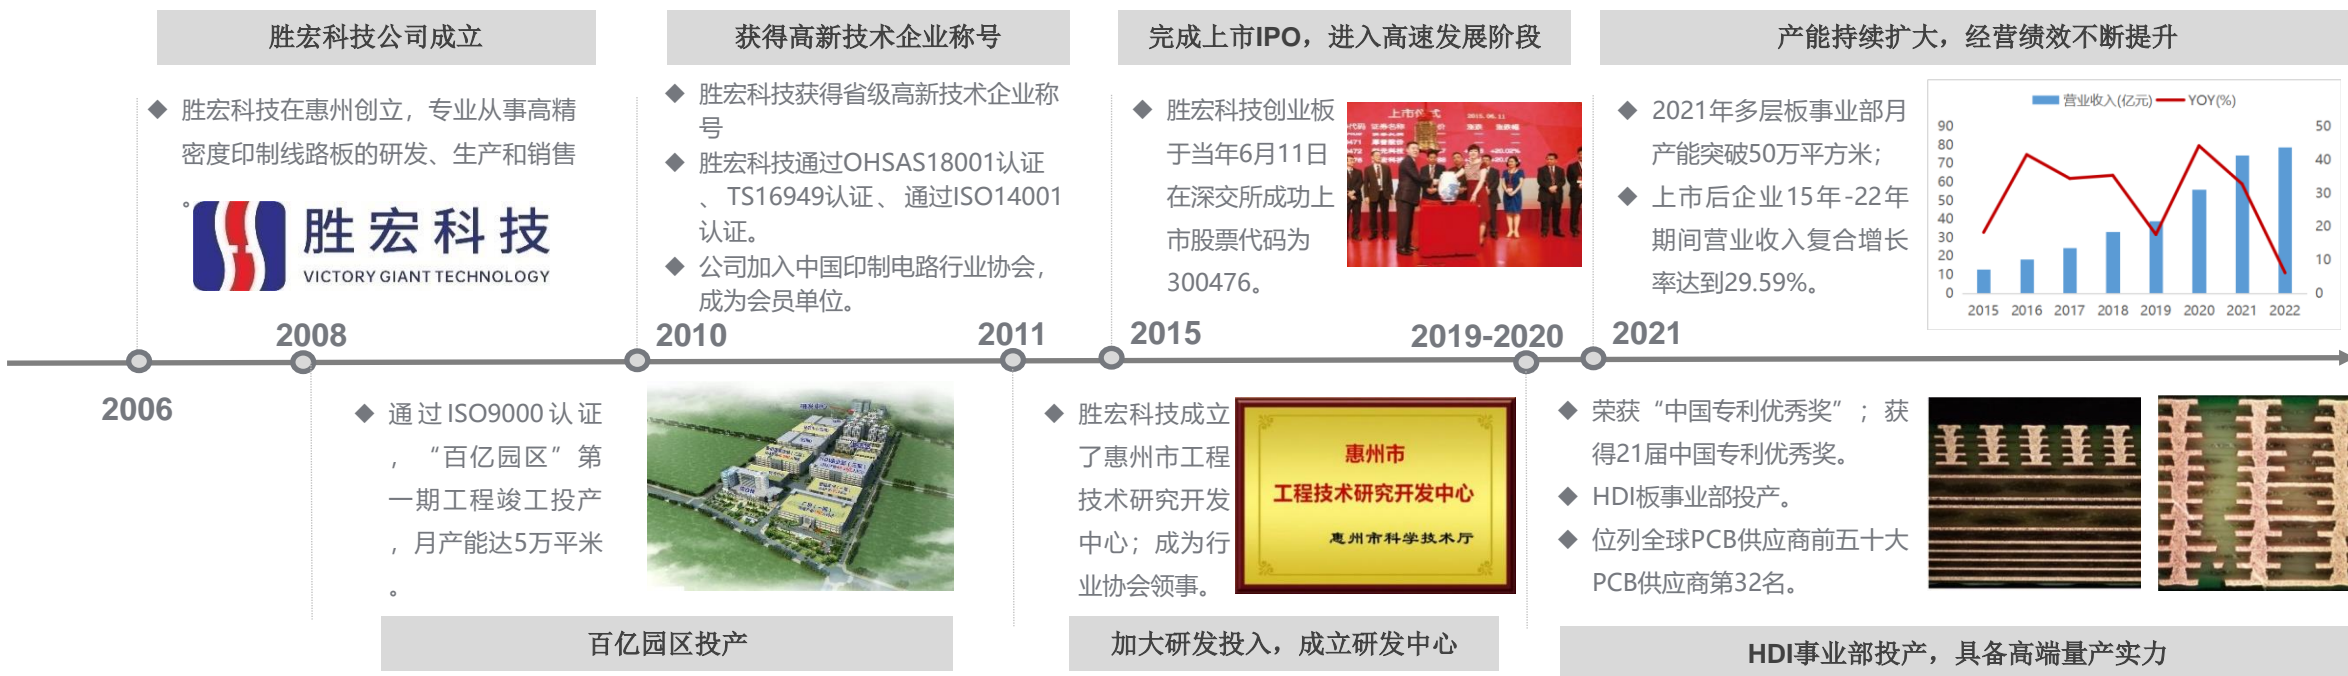 胜宏科技公司成立
◆ 胜宏科技在惠州创立，专业从事高精
密度印制线路板的研发、生产和销售
。
胜宏科技
VICTORY GIANT TECHNOLOGY
2006
2008
◆ 通过ISO9000认证
，“百亿园区”第
一期工程竣工投产
，月产能达5万平米
。
百亿园区投产
获得高新技术企业称号
◆ 胜宏科技获得省级高新技术企业称
号
◆ 胜宏科技通过OHSAS18001认证
、TS16949认证、通过ISO14001
认证。
◆ 公司加入中国印制电路行业协会，
成为会员单位。
2010
2011
◆ 胜宏科技成立
了惠州市工程
技术研究开发
中心；成为行
业协会领事。
惠州市
工程技术研究开发中心
惠州市科学技术厅
加大研发投入，成立研发中心
完成上市IPO，进入高速发展阶段
◆ 胜宏科技创业板
于当年6月11日
在深交所成功上
市股票代码为
300476。
上市仪式
2015.06.11
2015
2019-2020
◆ 荣获“中国专利优秀奖”；获
得21届中国专利优秀奖。
◆ HDI板事业部投产。
◆ 位列全球PCB供应商前五十大
PCB供应商第32名。
HDI事业部投产，具备高端量产实力
产能持续扩大，经营绩效不断提升
◆ 2021年多层板事业部月
产能突破50万平方米；
◆ 上市后企业15年-22年
期间营业收入复合增长
率达到29.59%。
2021
营业收入(亿元) YOY(%)
90
80
70
60
50
40
30
20
10
0
50
40
30
20
10
0
2015 2016 2017 2018 2019 2020 2021 2022